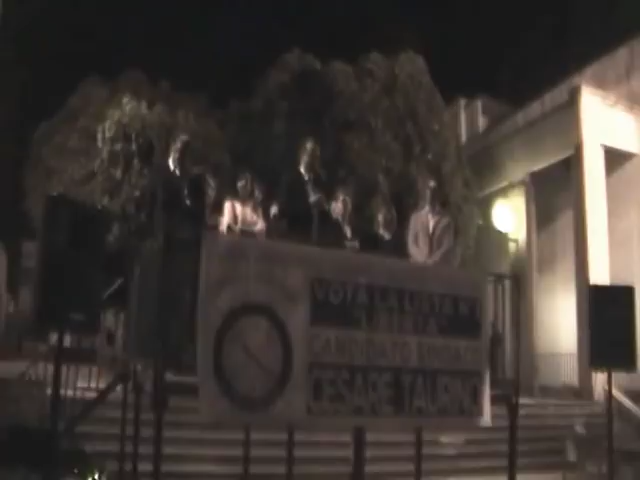 VOTA LA LISTA N°
CANDIDATO SINDACO
CESARE TAURINO